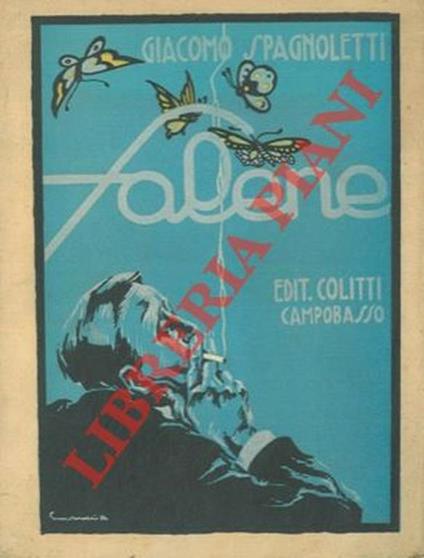 GIACOMO SPAGNOLETTI
Falene
EDIT. COLITTI
CAMPOBASSO
LIBRERIA PIANI